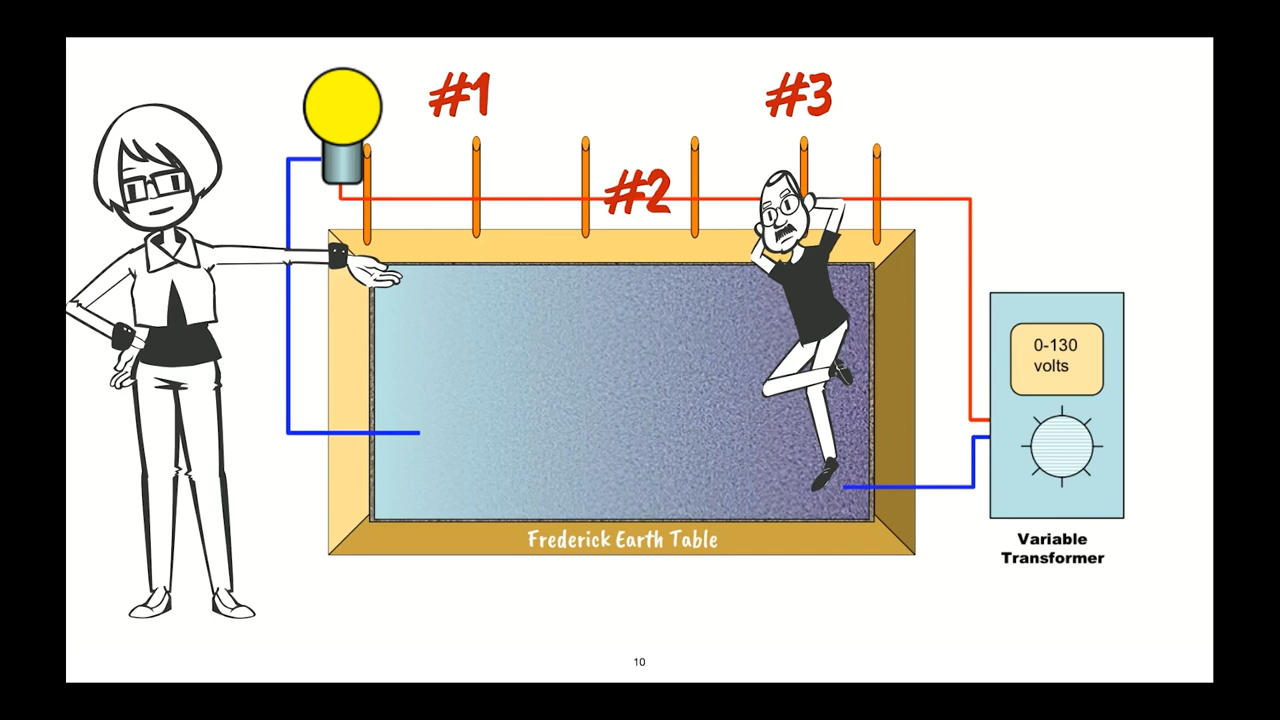 #1
#3
#2
0-130
volts
Frederick Earth Table
Variable
Transformer
10